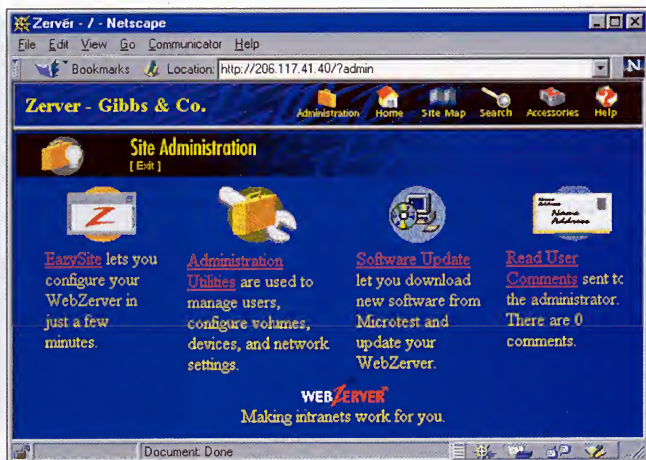 Zervér - / - Netscape
File Edit View Go Communicator Help
Bookmarks Location: http://206.117.41.40/?admin
N
Zerver - Gibbs & Co.
Administration Home Site Map Search Accessories Help
Site Administration
[ Exit ]
Z
Name
Address
Name
Address
EazySite lets you
configure your
WebZerver in
just a few
minutes.
Administration
Utilities are used to
manage users,
configure volumes,
devices, and network
settings.
Software Update
let you download
new software from
Microtest and
update your
WebZerver.
Read User
Comments sent to
the administrator.
There are 0
comments.
WEBZERVER
Making intranets work for you.
Document: Done